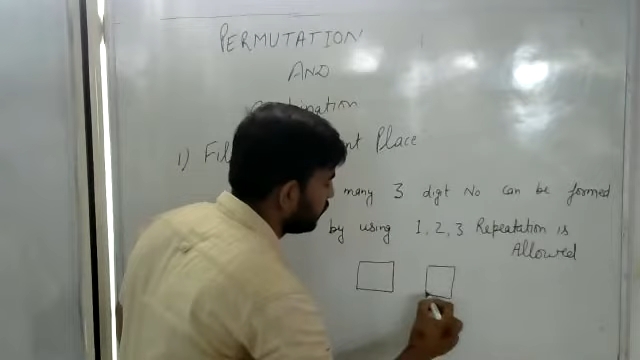 PERMUTATION
AND
1) Place
many 3 digit No can be formed
by using 1, 2, 3 Repeatation is
Allowed